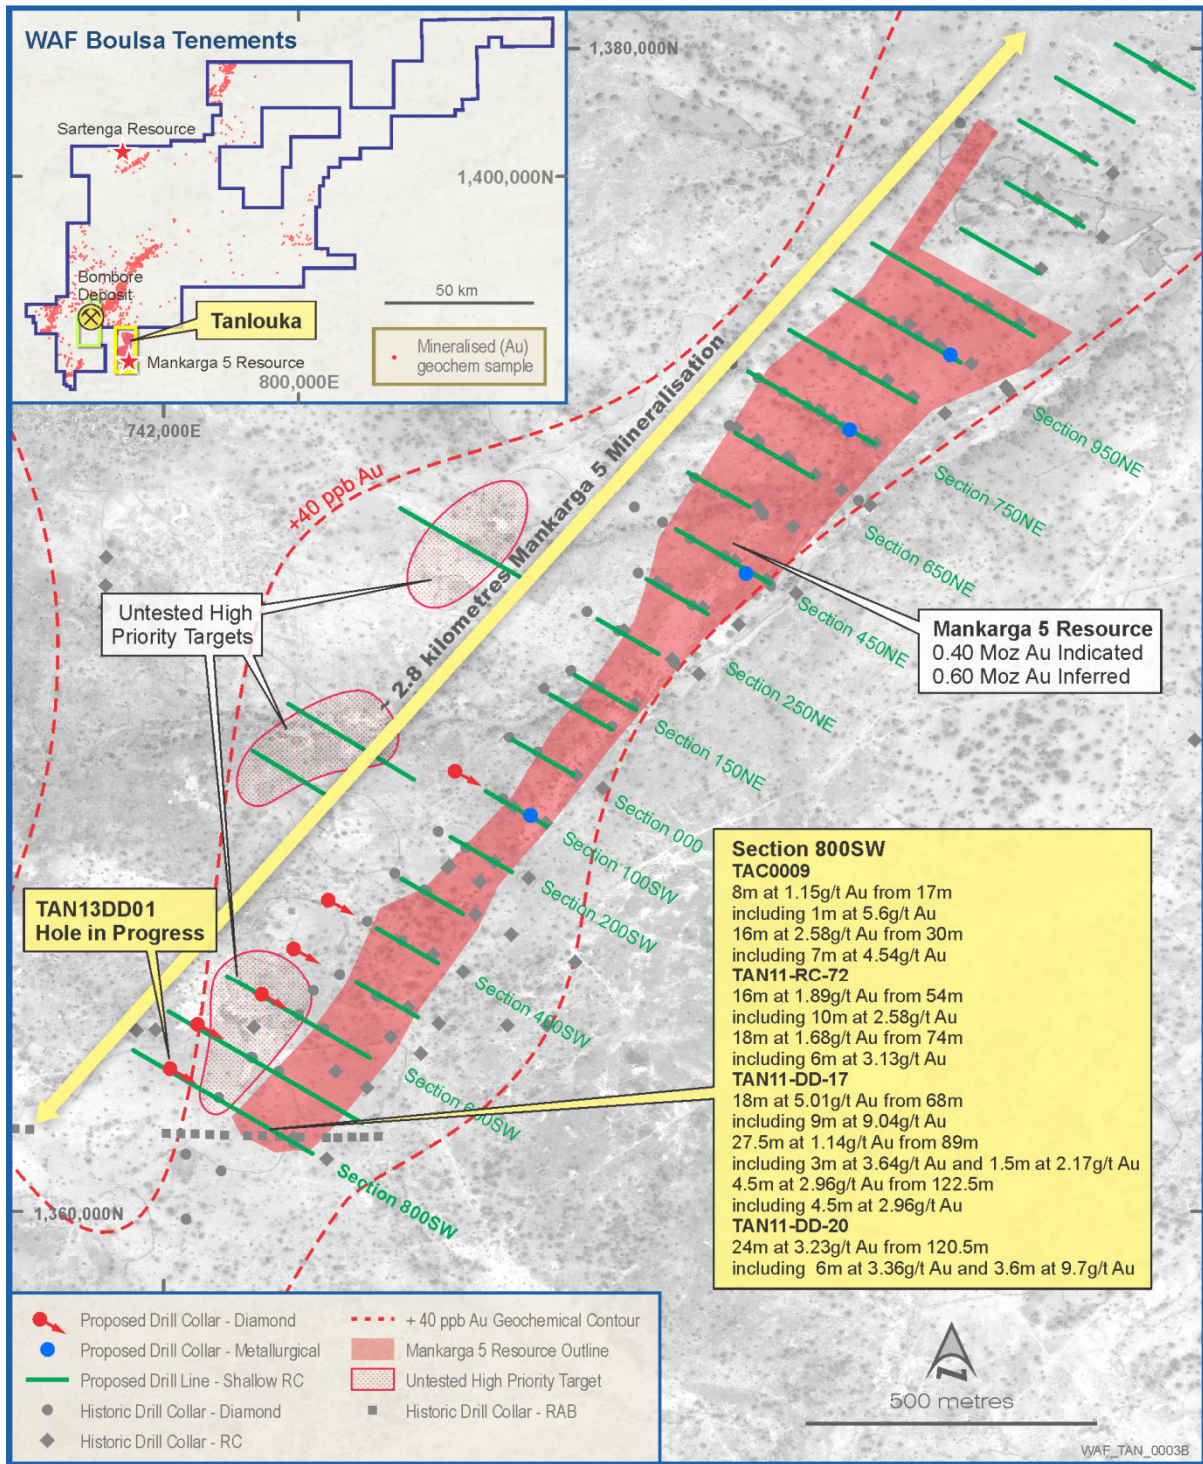 WAF Boulsa Tenements
Sartenga Resource
1,400,000N
Bombore
Deposit
50 km
Tanlouka
Mankarga 5 Resource
Mineralised (Au)
geochem sample
800,000E
742,000E
1,380,000N
+40 ppb Au
~ 2.8 kilometres Mankarga 5 Mineralisation
Section 950NE
Section 750NE
Section 650NE
Section 450NE
Section 250NE
Section 150NE
Section 000
Section 100SW
Section 200SW
Section 400SW
Section 600SW
Section 800SW
Untested High
Priority Targets
Mankarga 5 Resource
0.40 Moz Au Indicated
0.60 Moz Au Inferred
TAN13DD01
Hole in Progress
Section 800SW
TAC0009
8m at 1.15g/t Au from 17m
including 1m at 5.6g/t Au
16m at 2.58g/t Au from 30m
including 7m at 4.54g/t Au
TAN11-RC-72
16m at 1.89g/t Au from 54m
including 10m at 2.58g/t Au
18m at 1.68g/t Au from 74m
including 6m at 3.13g/t Au
TAN11-DD-17
18m at 5.01g/t Au from 68m
including 9m at 9.04g/t Au
27.5m at 1.14g/t Au from 89m
including 3m at 3.64g/t Au and 1.5m at 2.17g/t Au
4.5m at 2.96g/t Au from 122.5m
including 4.5m at 2.96g/t Au
TAN11-DD-20
24m at 3.23g/t Au from 120.5m
including 6m at 3.36g/t Au and 3.6m at 9.7g/t Au
1,360,000N
Proposed Drill Collar - Diamond
Proposed Drill Collar - Metallurgical
Proposed Drill Line - Shallow RC
Historic Drill Collar - Diamond
Historic Drill Collar - RC
+ 40 ppb Au Geochemical Contour
Mankarga 5 Resource Outline
Untested High Priority Target
Historic Drill Collar - RAB
N
500 metres
WAF_TAN_0003B